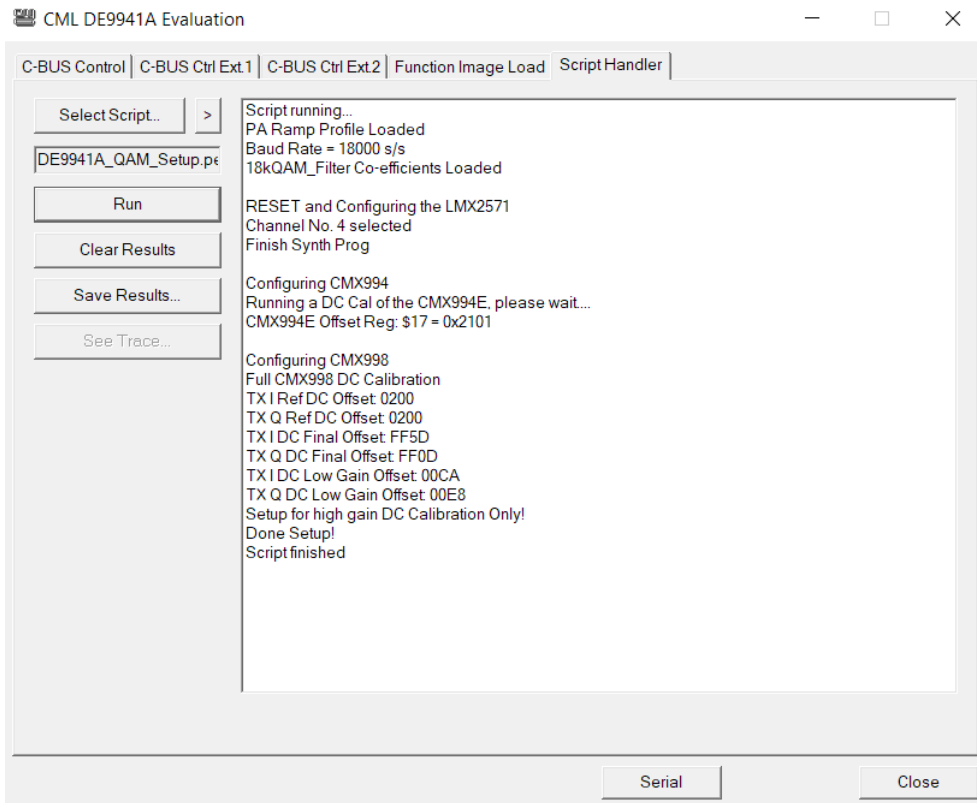 CML DE9941A Evaluation
C-BUS Control C-BUS Ctrl Ext.1 C-BUS Ctrl Ext.2 Function Image Load Script Handler
Select Script... >
DE9941A_QAM_Setup.pe
Run
Clear Results
Save Results...
See Trace...
Script running...
PA Ramp Profile Loaded
Baud Rate = 18000 s/s
18kQAM_Filter Co-efficients Loaded
RESET and Configuring the LMX2571
Channel No. 4 selected
Finish Synth Prog
Configuring CMX994
Running a DC Cal of the CMX994E, please wait....
CMX994E Offset Reg: $17 = 0x2101
Configuring CMX998
Full CMX998 DC Calibration
TX I Ref DC Offset: 0200
TX Q Ref DC Offset: 0200
TX I DC Final Offset: FF5D
TX Q DC Final Offset: FF0D
TX I DC Low Gain Offset: 00CA
TX Q DC Low Gain Offset: 00E8
Setup for high gain DC Calibration Only!
Done Setup!
Script finished
Serial Close